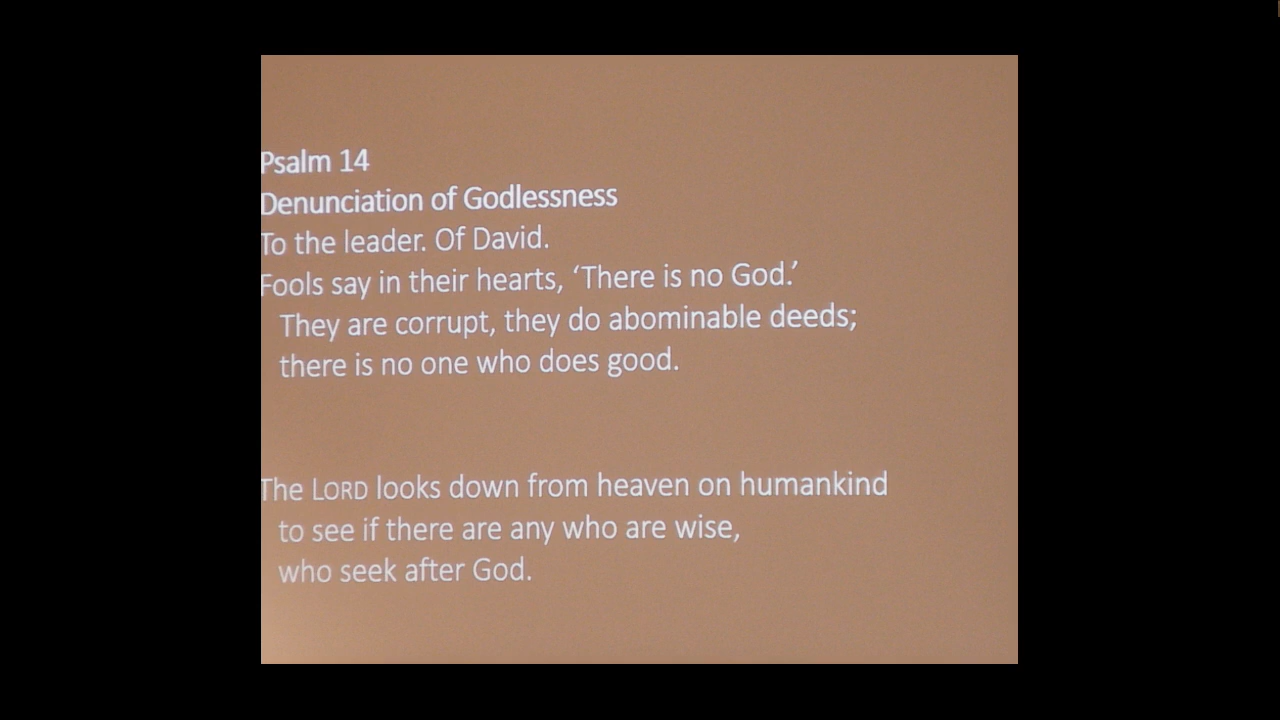 Psalm 14
Denunciation of Godlessness
To the leader. Of David.
Fools say in their hearts, ‘There is no God.’
They are corrupt, they do abominable deeds;
there is no one who does good.
The LORD looks down from heaven on humankind
to see if there are any who are wise,
who seek after God.